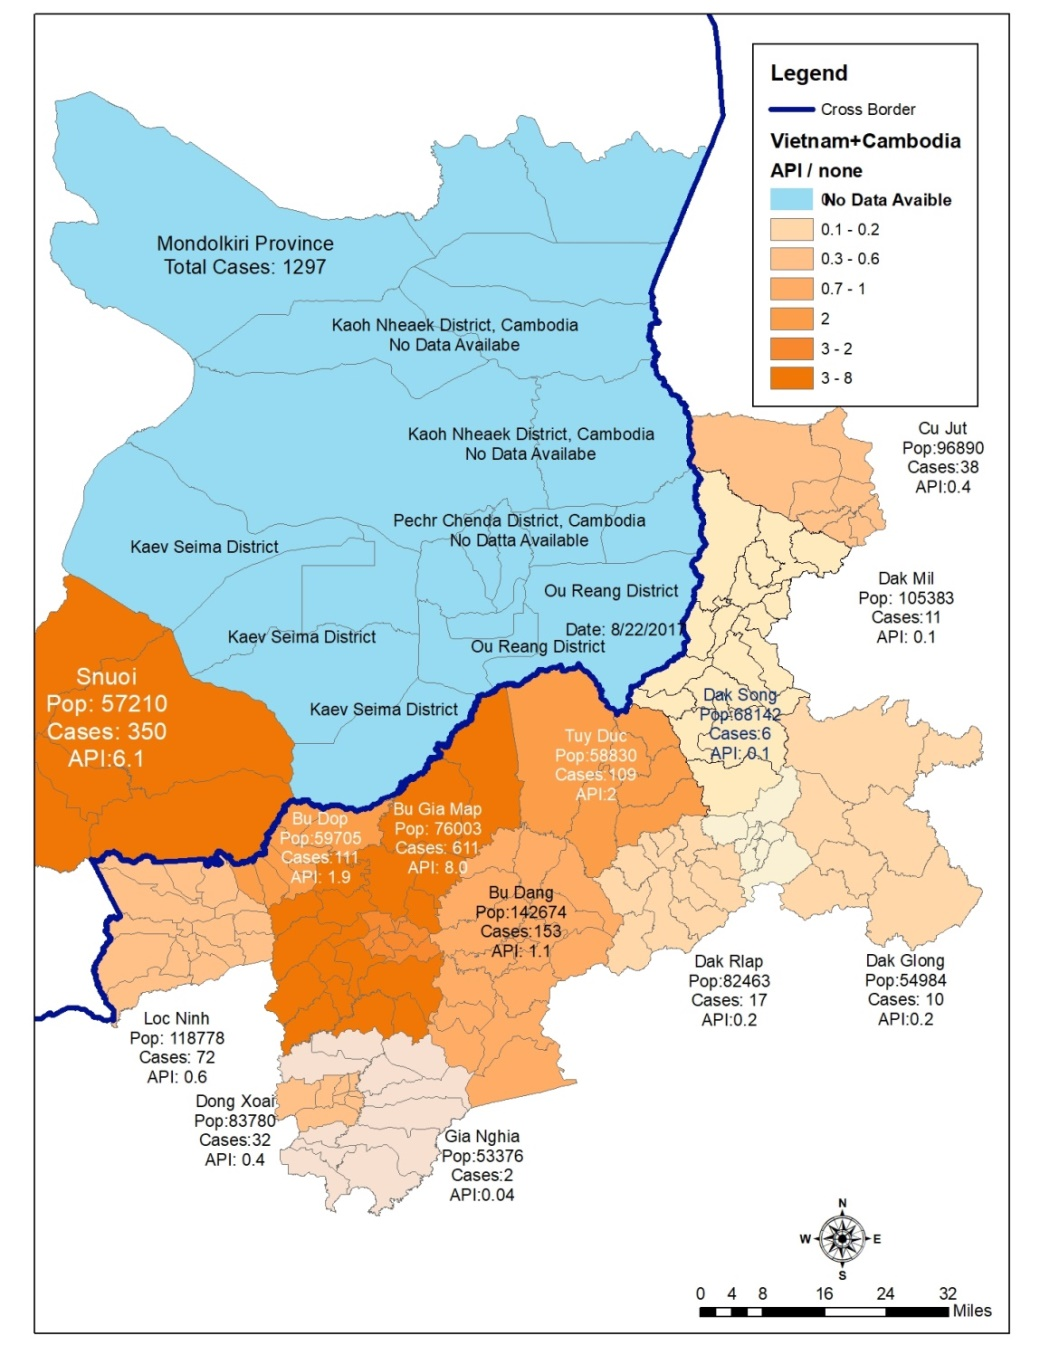 Legend
Cross Border
Vietnam+Cambodia
API / none
No Data Avaible
0.1 - 0.2
0.3 - 0.6
0.7 - 1
2
3 - 2
3 - 8
Mondolkiri Province
Total Cases: 1297
Kaoh Nheaek District, Cambodia
No Data Availabe
Kaoh Nheaek District, Cambodia
No Data Availabe
Pechr Chenda District, Cambodia
No Datta Available
Kaev Seima District
Ou Reang District
Date: 8/22/2017
Kaev Seima District
Ou Reang District
Kaev Seima District
Cu Jut
Pop:96890
Cases:38
API:0.4
Dak Mil
Pop: 105383
Cases:11
API: 0.1
Snuoi
Pop: 57210
Cases: 350
API:6.1
Dak Song
Pop:68142
Cases:6
API: 0.1
Tuy Duc
Pop:58830
Cases:109
API:2
Bu Gia Map
Pop: 76003
Cases: 611
API: 8.0
Bu Dop
Pop:59705
Cases:111
API: 1.9
Bu Dang
Pop:142674
Cases:153
API: 1.1
Dak Rlap
Pop:82463
Cases: 17
API:0.2
Dak Glong
Pop:54984
Cases: 10
API:0.2
Loc Ninh
Pop: 118778
Cases: 72
API: 0.6
Dong Xoai
Pop:83780
Cases:32
API: 0.4
Gia Nghia
Pop:53376
Cases:2
API:0.04
N
W E
S
0 4 8 16 24 32
Miles